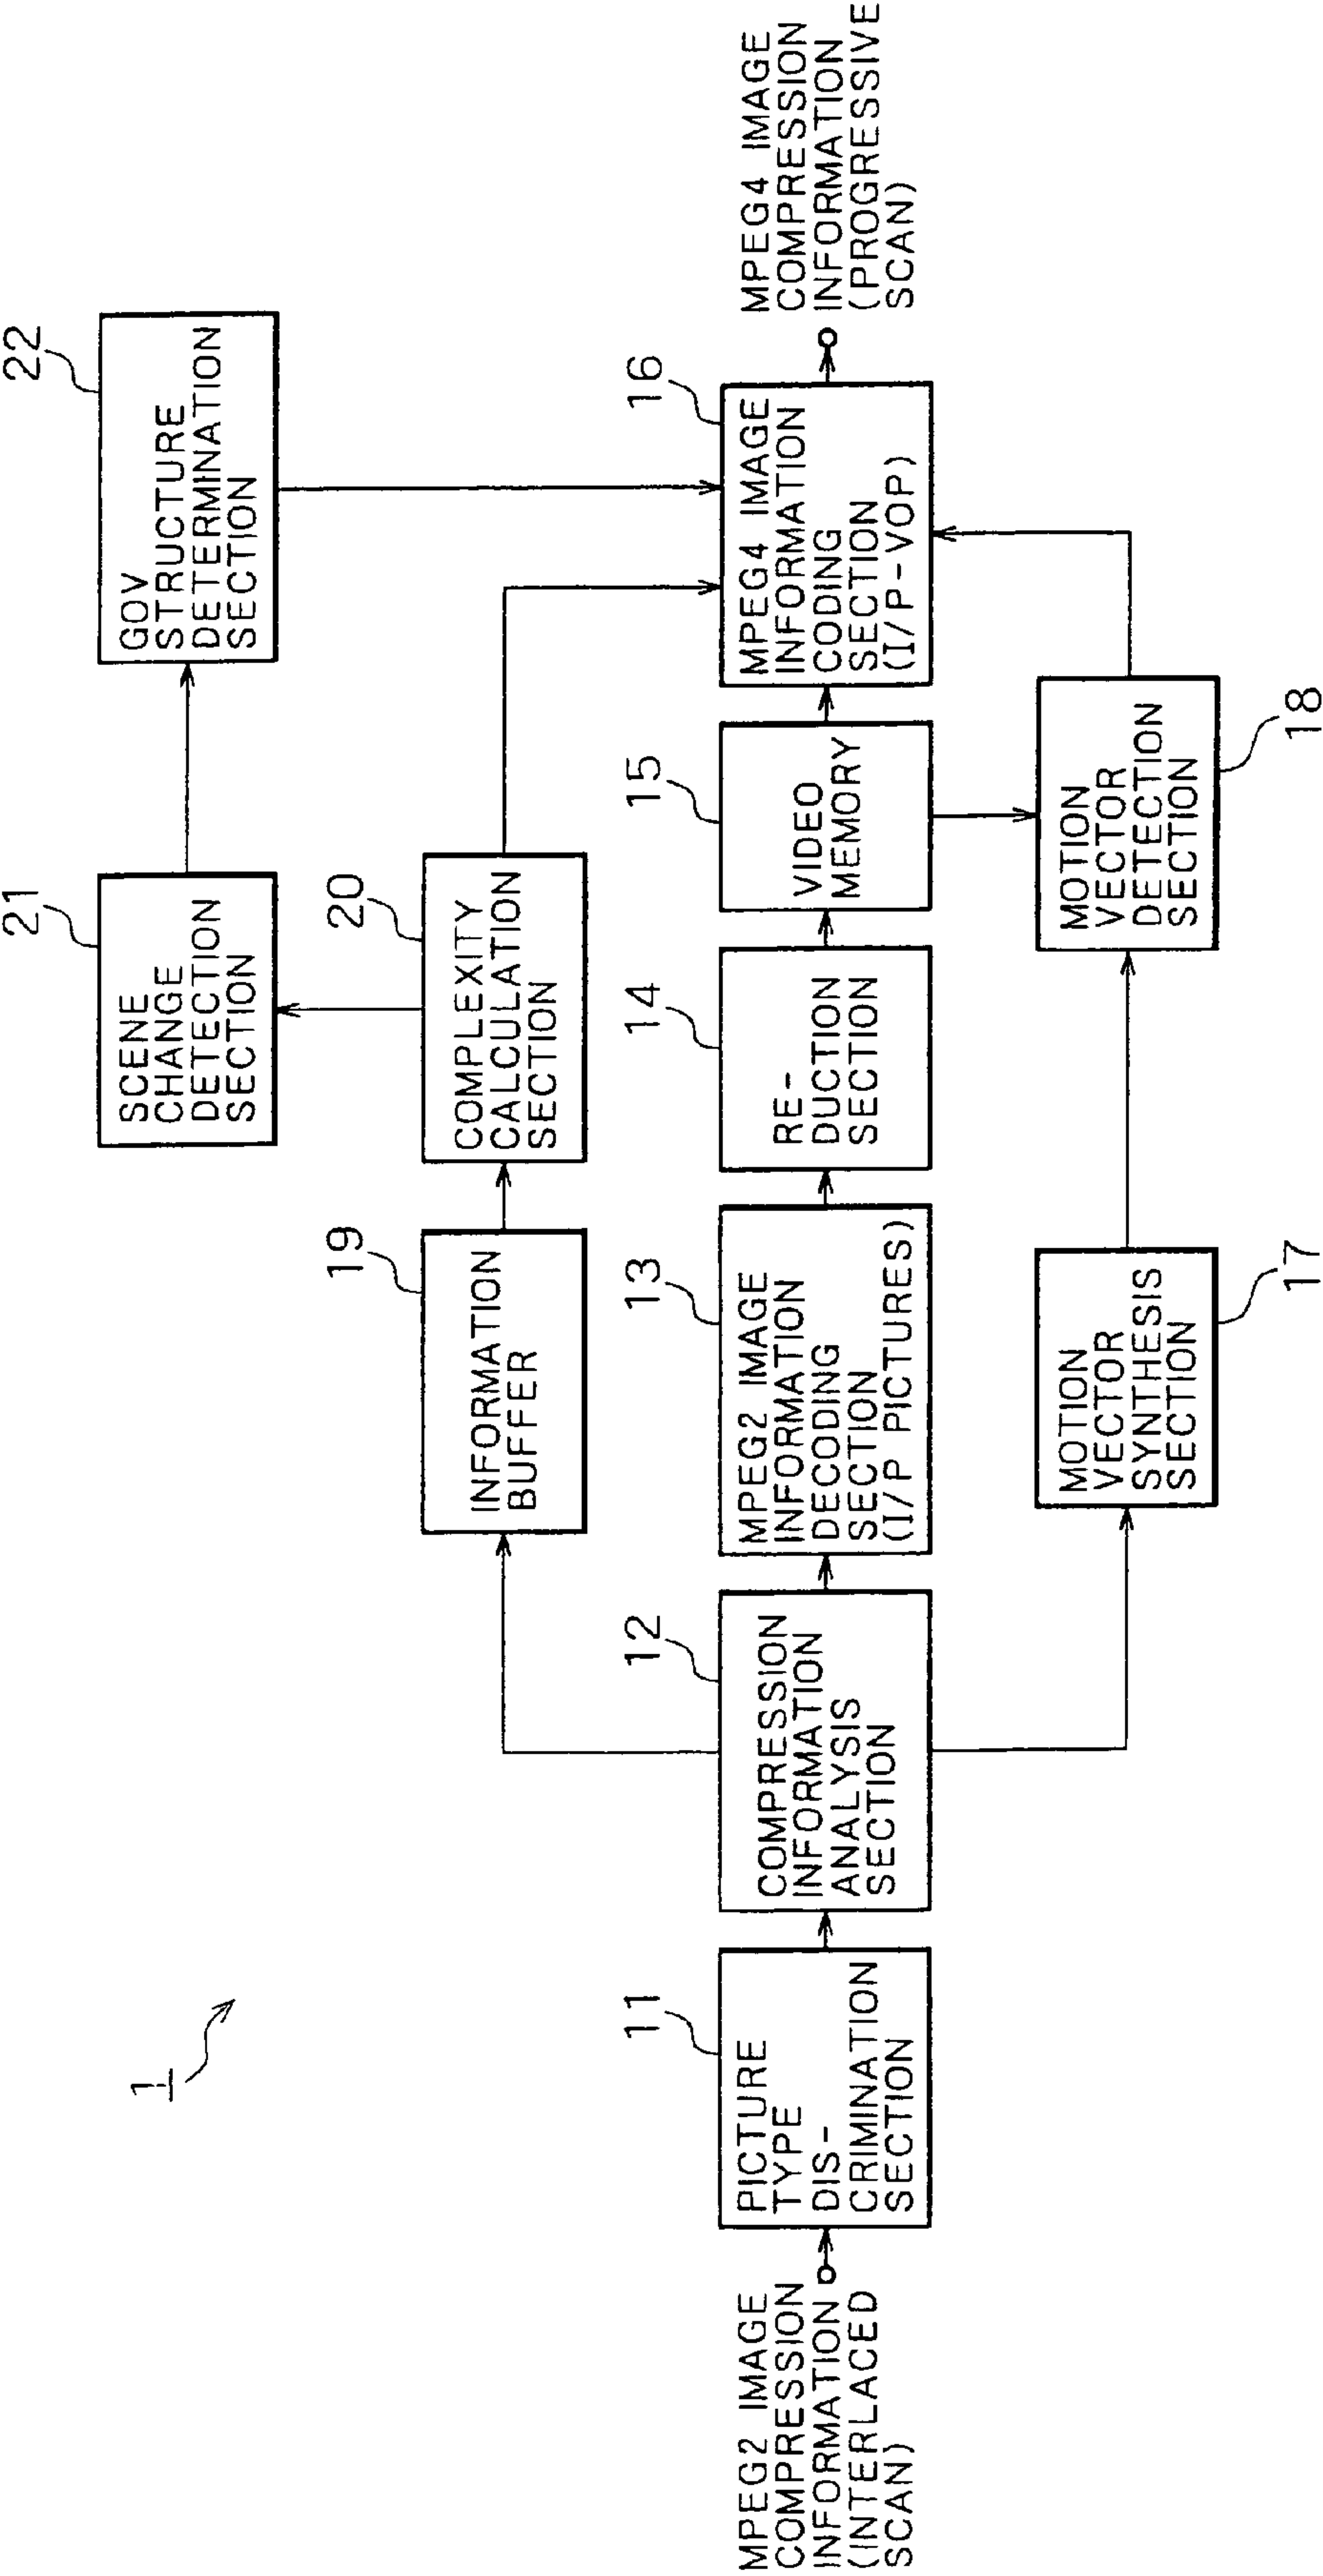 1
MPEG2 IMAGE
COMPRESSION
INFORMATION
(INTERLACED
SCAN)
11
PICTURE
TYPE
DIS-
CRIMINATION
SECTION
12
COMPRESSION
INFORMATION
ANALYSIS
SECTION
13
MPEG2 IMAGE
INFORMATION
DECODING
SECTION
(I/P PICTURES)
14
RE-
DUCTION
SECTION
15
VIDEO
MEMORY
16
MPEG4 IMAGE
INFORMATION
CODING
SECTION
(I/P-VOP)
MPEG4 IMAGE
COMPRESSION
INFORMATION
(PROGRESSIVE
SCAN)
17
MOTION
VECTOR
SYNTHESIS
SECTION
18
MOTION
VECTOR
DETECTION
SECTION
19
INFORMATION
BUFFER
20
COMPLEXITY
CALCULATION
SECTION
21
SCENE
CHANGE
DETECTION
SECTION
22
GOV
STRUCTURE
DETERMINATION
SECTION